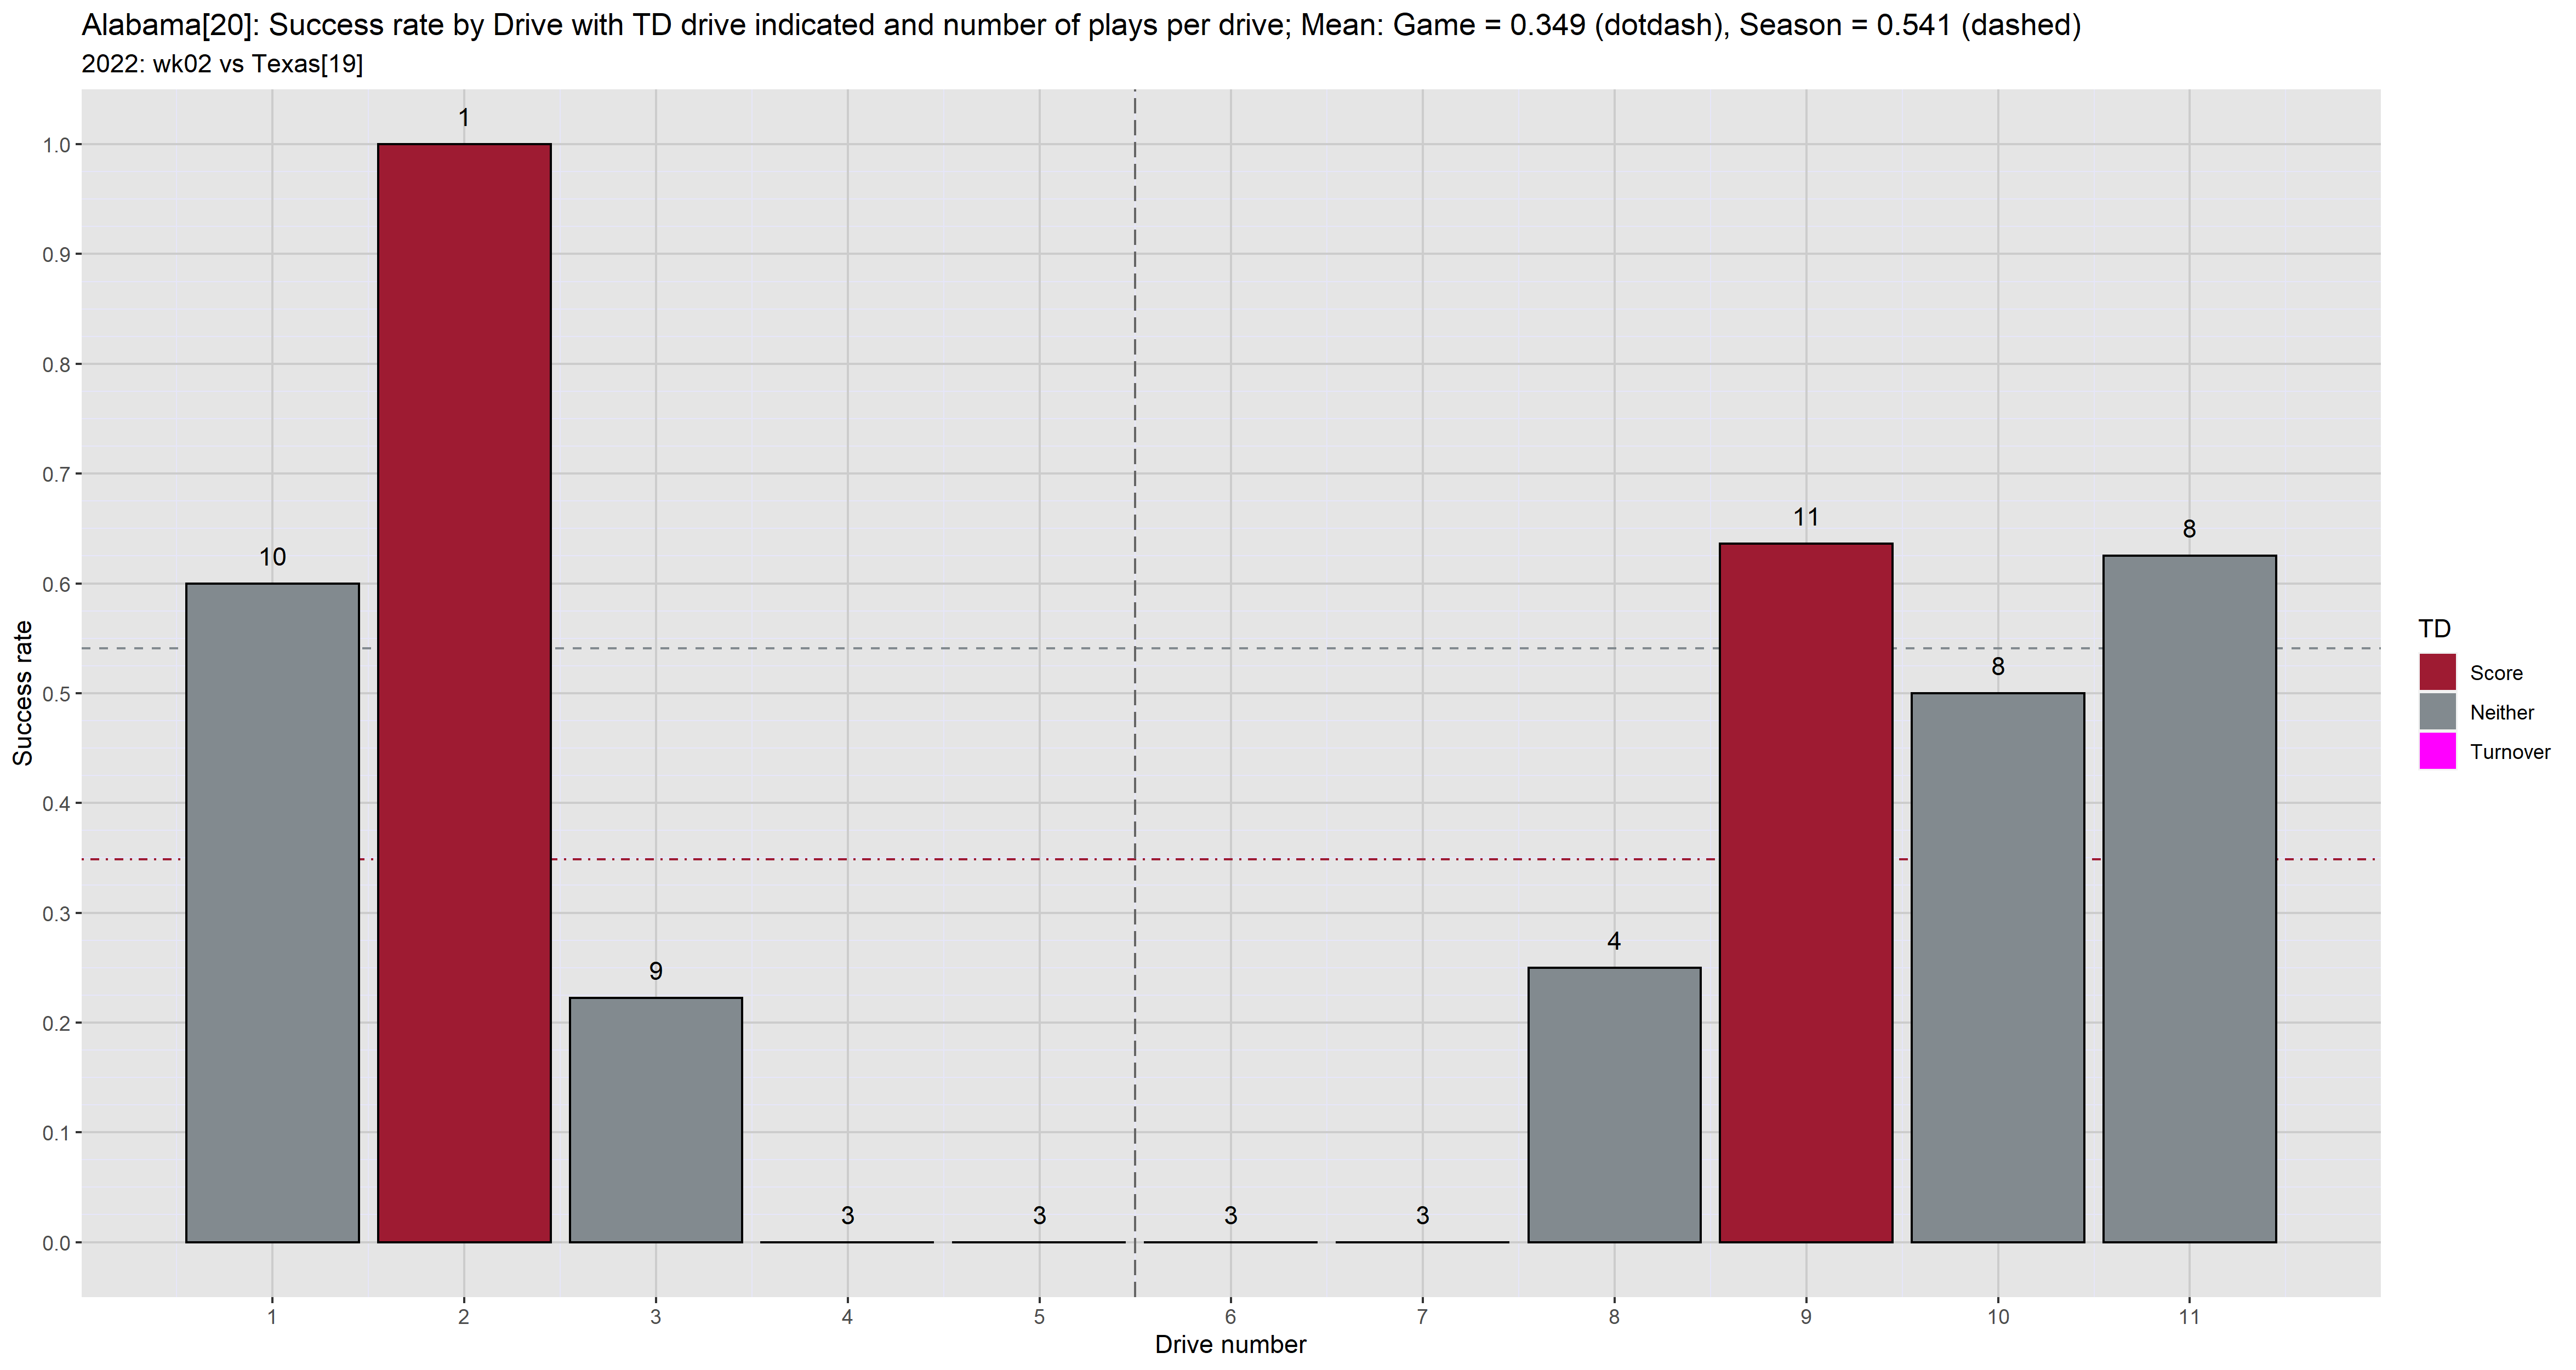 Alabama[20]: Success rate by Drive with TD drive indicated and number of plays per drive; Mean: Game = 0.349 (dotdash), Season = 0.541 (dashed)
2022: wk02 vs Texas[19]
Success rate
1.0
0.9
0.8
0.7
0.6
0.5
0.4
0.3
0.2
0.1
0.0
10
1
9
3
3
3
3
4
11
8
8
1 2 3 4 5 6 7 8 9 10 11
Drive number
TD
Score
Neither
Turnover